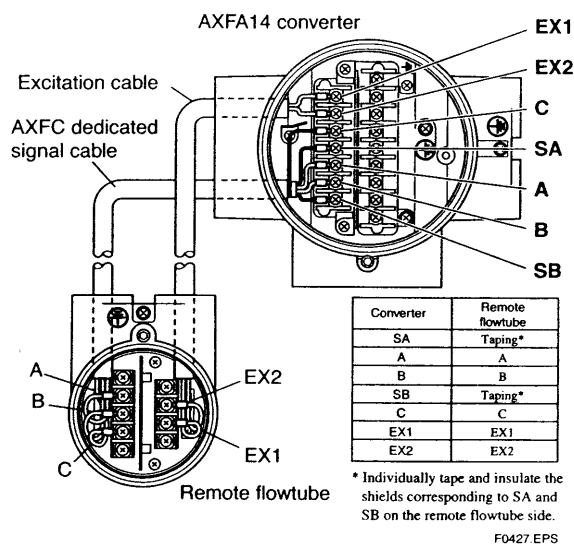 AXFA14 converter
EX1
EX2
C
SA
A
B
SB
Excitation cable
AXFC dedicated
signal cable
A
B
C
EX2
EX1
Remote flowtube
Converter Remote flowtube
SA Taping*
A A
B B
SB Taping*
C C
EX1 EX1
EX2 EX2
* Individually tape and insulate the
shields corresponding to SA and
SB on the remote flowtube side.
F0427.EPS